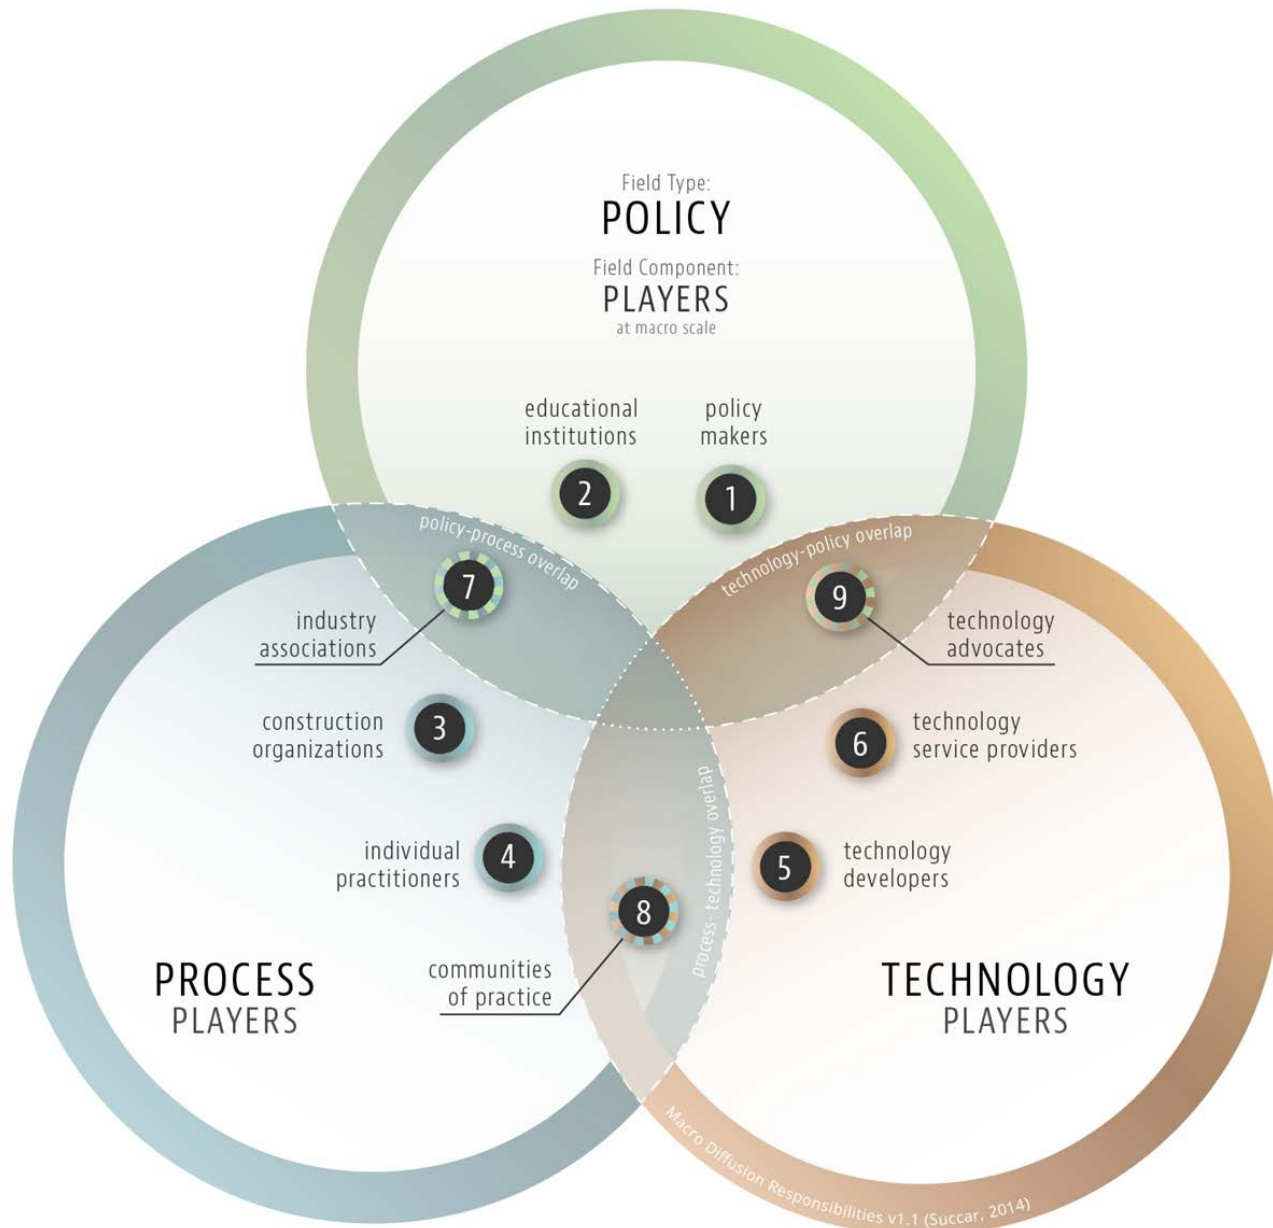 Field Type:
POLICY
Field Component:
PLAYERS
at macro scale
educational
institutions
policy
makers
2
1
policy-process overlap
technology-policy overlap
7
9
industry
associations
technology
advocates
construction
organizations
3
6
technology
service providers
individual
practitioners
4
5
technology
developers
process- technology overlap
8
communities
of practice
PROCESS
PLAYERS
TECHNOLOGY
PLAYERS
Macro Diffusion Responsibilities v1.1 (Succar, 2014)